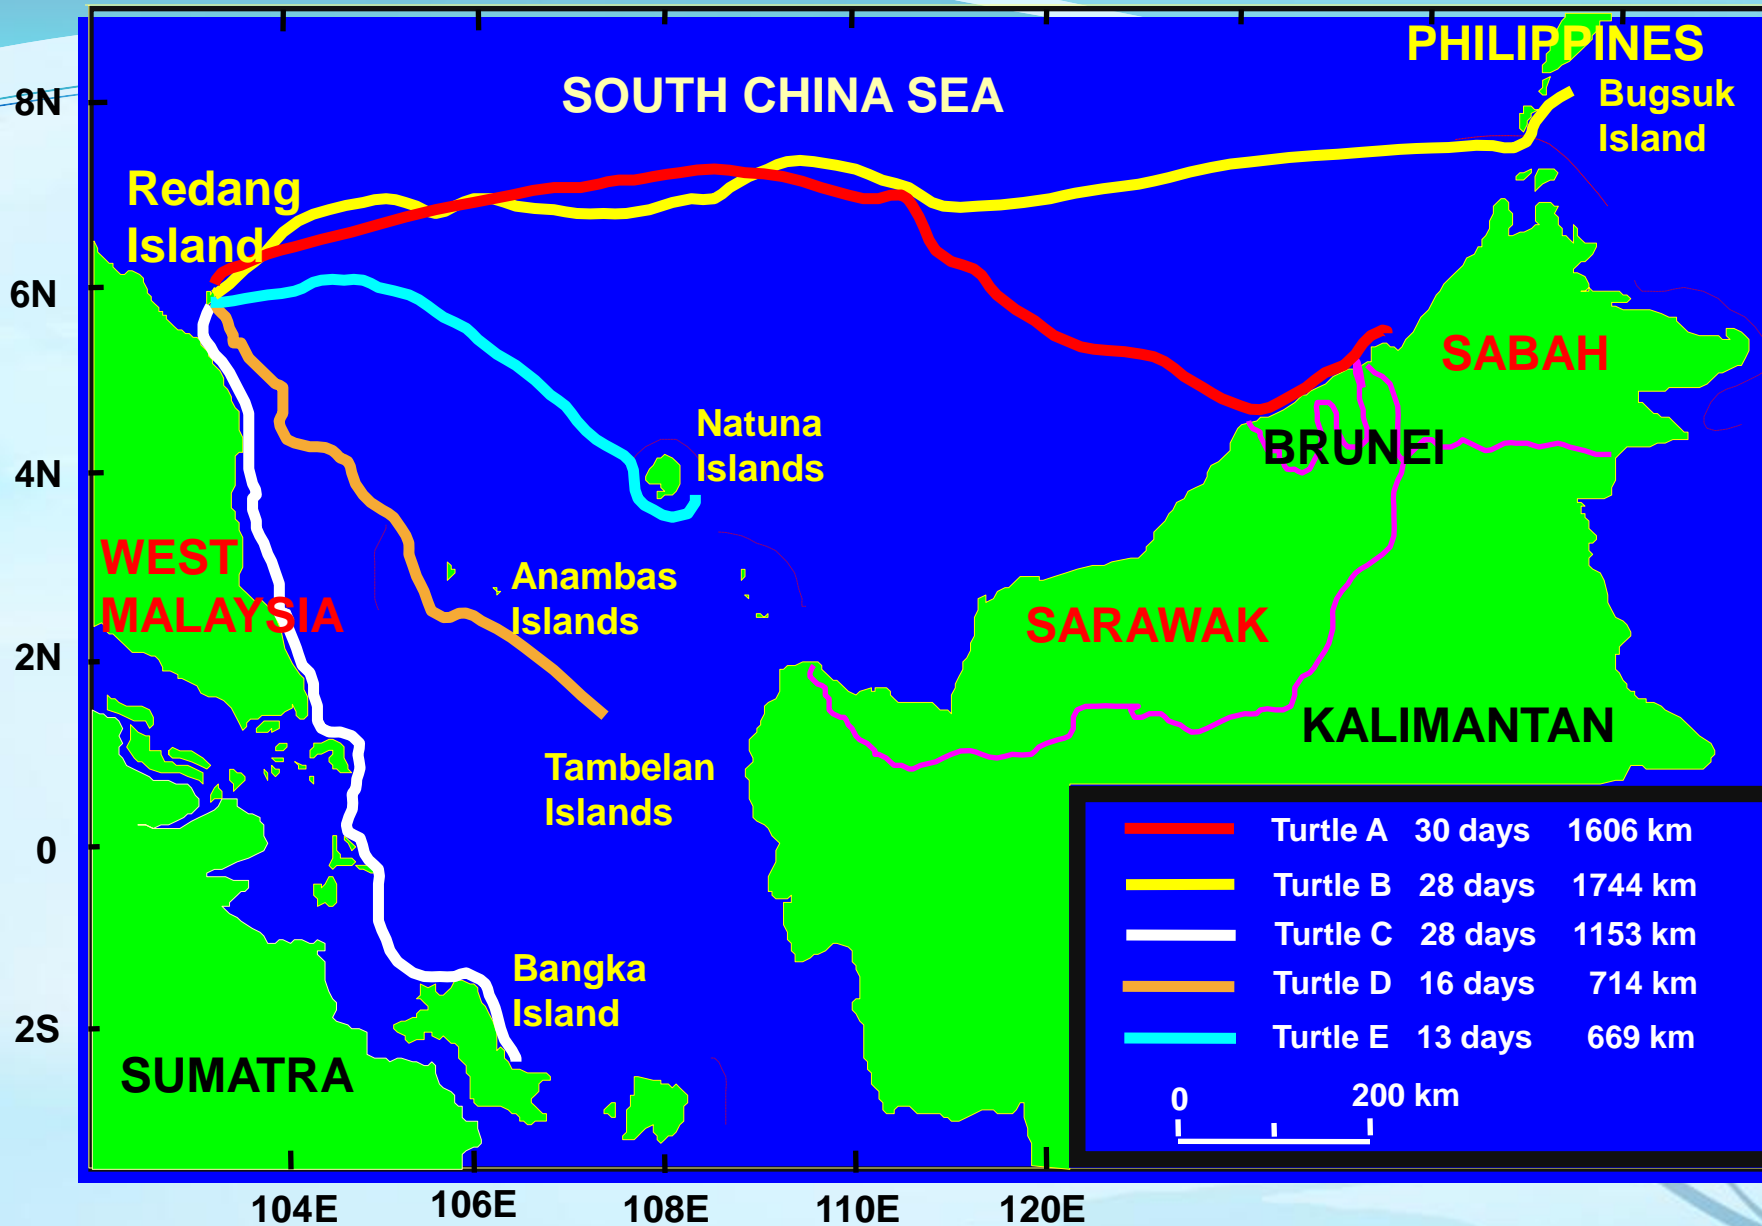 PHILIPPINES
SOUTH CHINA SEA
Bugsuk
Island
8N
Redang
Island
6N
SABAH
Natuna
Islands
BRUNEI
4N
WEST
MALAYSIA
Anambas
Islands
SARAWAK
2N
KALIMANTAN
Tambelan
Islands
0
Turtle A 30 days 1606 km
Turtle B 28 days 1744 km
Turtle C 28 days 1153 km
Turtle D 16 days 714 km
Turtle E 13 days 669 km
0 200 km
Bangka
Island
2S
SUMATRA
104E 106E 108E 110E 120E